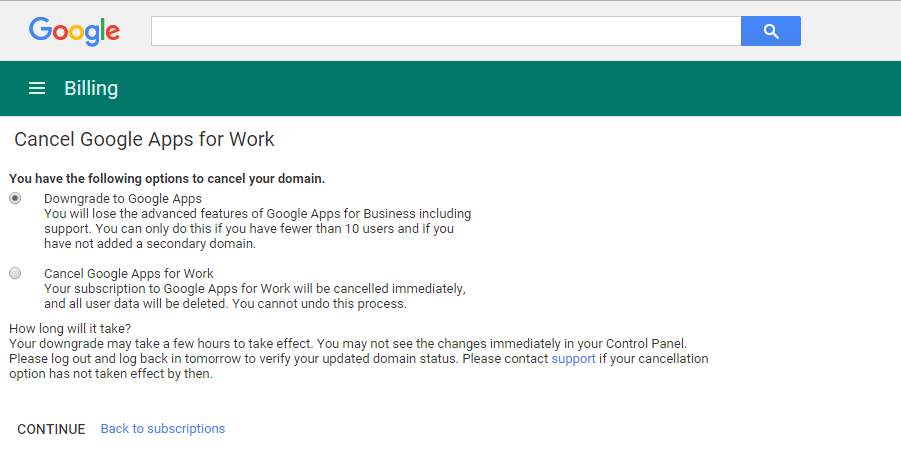 Google
Billing
Cancel Google Apps for Work
You have the following options to cancel your domain.
Downgrade to Google Apps
You will lose the advanced features of Google Apps for Business including
support. You can only do this if you have fewer than 10 users and if you
have not added a secondary domain.
Cancel Google Apps for Work
Your subscription to Google Apps for Work will be cancelled immediately,
and all user data will be deleted. You cannot undo this process.
How long will it take?
Your downgrade may take a few hours to take effect. You may not see the changes immediately in your Control Panel.
Please log out and log back in tomorrow to verify your updated domain status. Please contact support if your cancellation
option has not taken effect by then.
CONTINUE Back to subscriptions